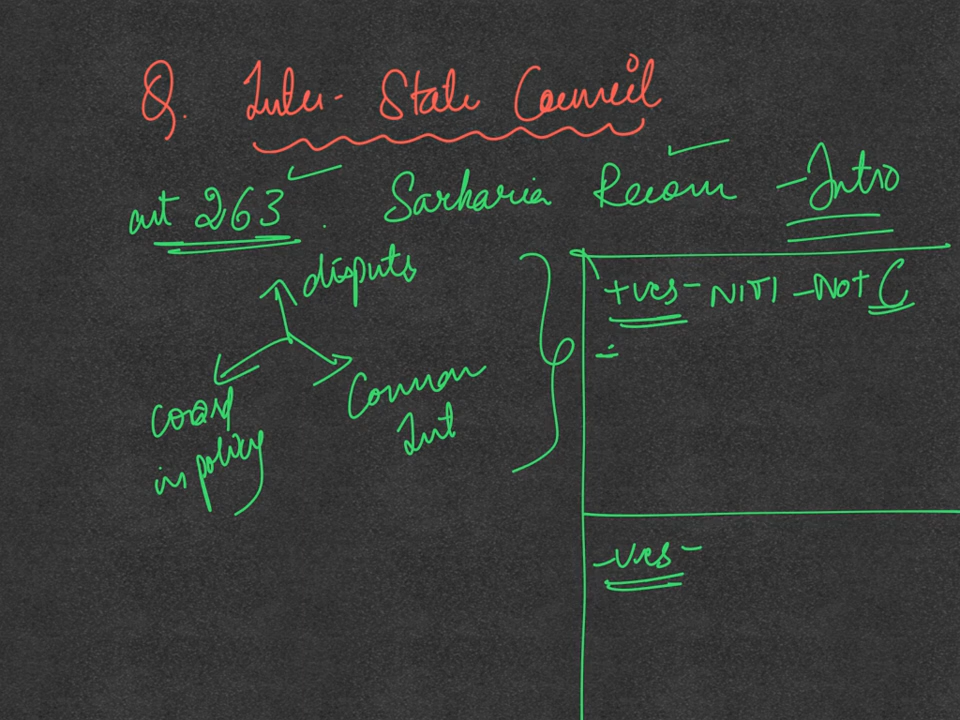 Q. Inter-State Council
art 263. Sarkaria Recom - Intro
disputs
coord
in policy
Common
Int
+ves - NITI - Not C
-ves -